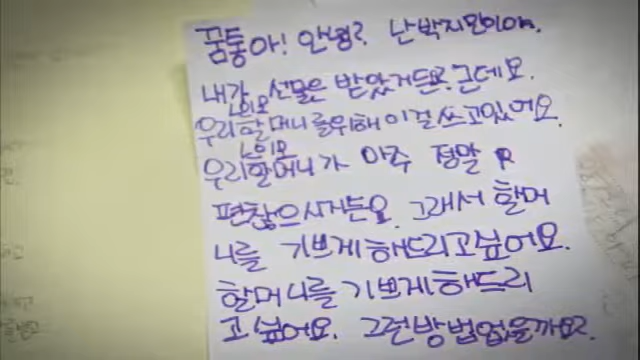 꿈통아! 안녕? 난 박지민이야.
내가 선물은 받았거든요? 근데요.
우리할머니를위해 이걸쓰고있어요.
우리할머니가 아주 정말
편찮으시거든요. 그래서 할머
니를 기쁘게해드리고싶어요.
할머니를 기쁘게해드리
고 싶어요. 그런방법없을까요?